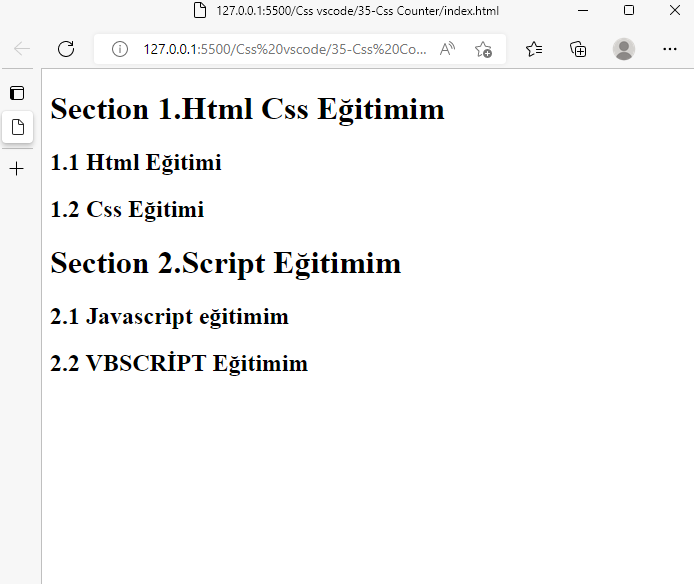 127.0.0.1:5500/Css vscode/35-Css Counter/index.html
127.0.0.1:5500/Css%20vscode/35-Css%20Co...
Section 1.Html Css Eğitimim
1.1 Html Eğitimi
1.2 Css Eğitimi
Section 2.Script Eğitimim
2.1 Javascript eğitimim
2.2 VBSCRİPT Eğitimim